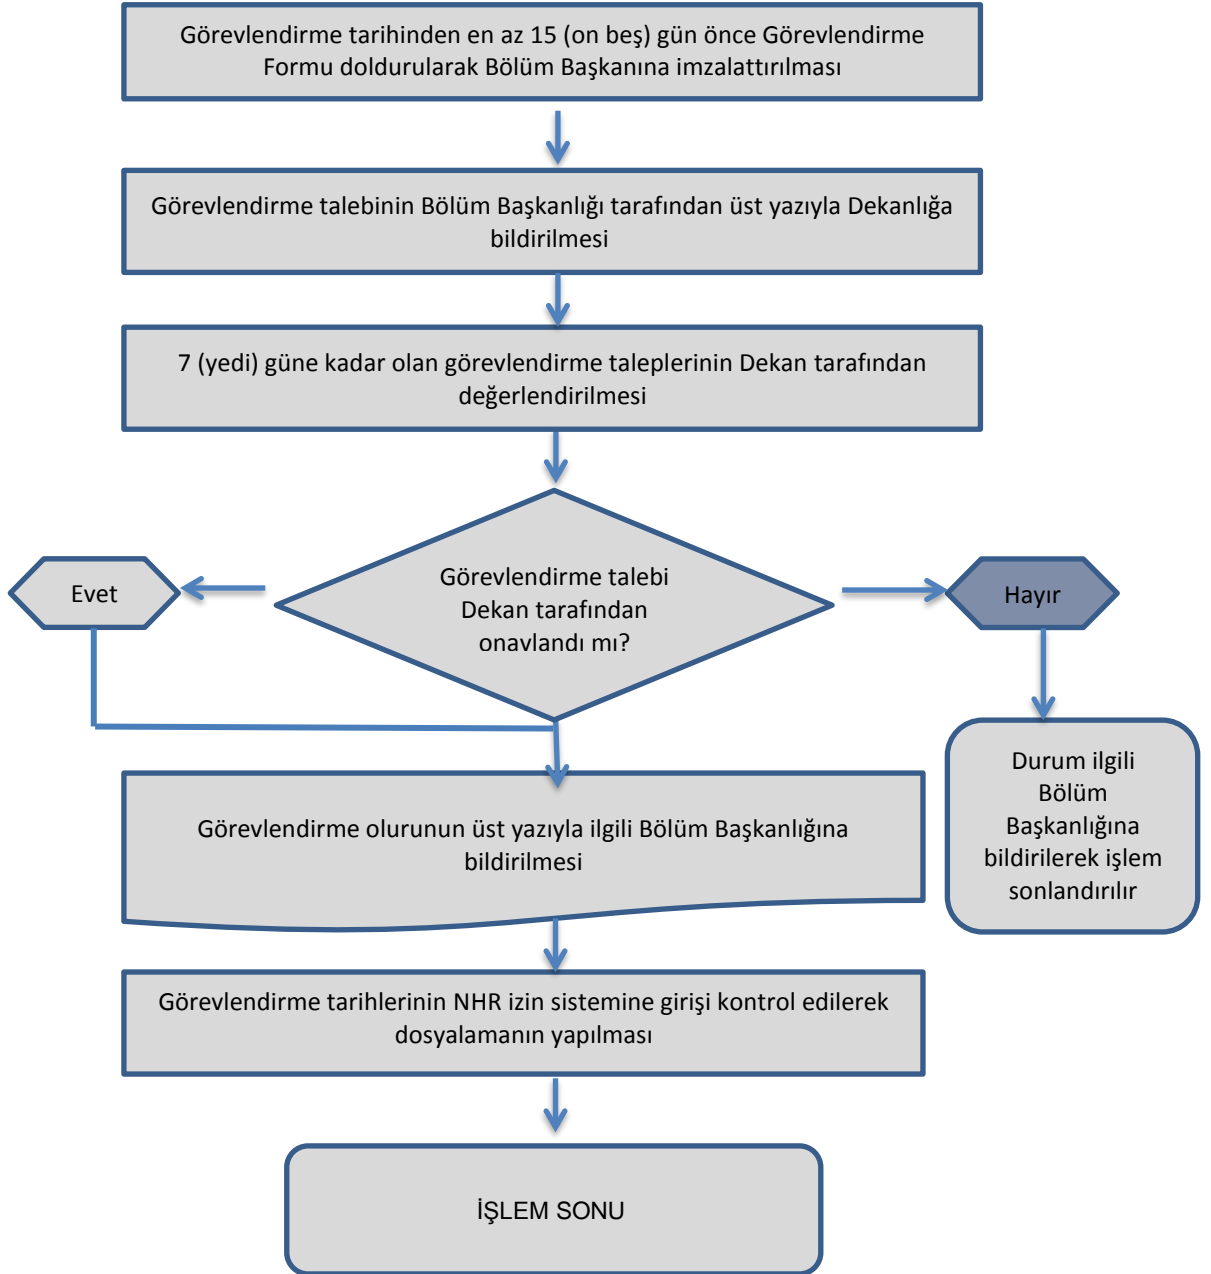 Görevlendirme tarihinden en az 15 (on beş) gün önce Görevlendirme
Formu doldurularak Bölüm Başkanına imzalattırılması
Görevlendirme talebinin Bölüm Başkanlığı tarafından üst yazıyla Dekanlığa
bildirilmesi
7 (yedi) güne kadar olan görevlendirme taleplerinin Dekan tarafından
değerlendirilmesi
Görevlendirme talebi
Dekan tarafından
onavlandı mı?
Evet
Hayır
Durum ilgili
Bölüm
Başkanlığına
bildirilerek işlem
sonlandırılır
Görevlendirme olurunun üst yazıyla ilgili Bölüm Başkanlığına
bildirilmesi
Görevlendirme tarihlerinin NHR izin sistemine girişi kontrol edilerek
dosyalamanın yapılması
İŞLEM SONU